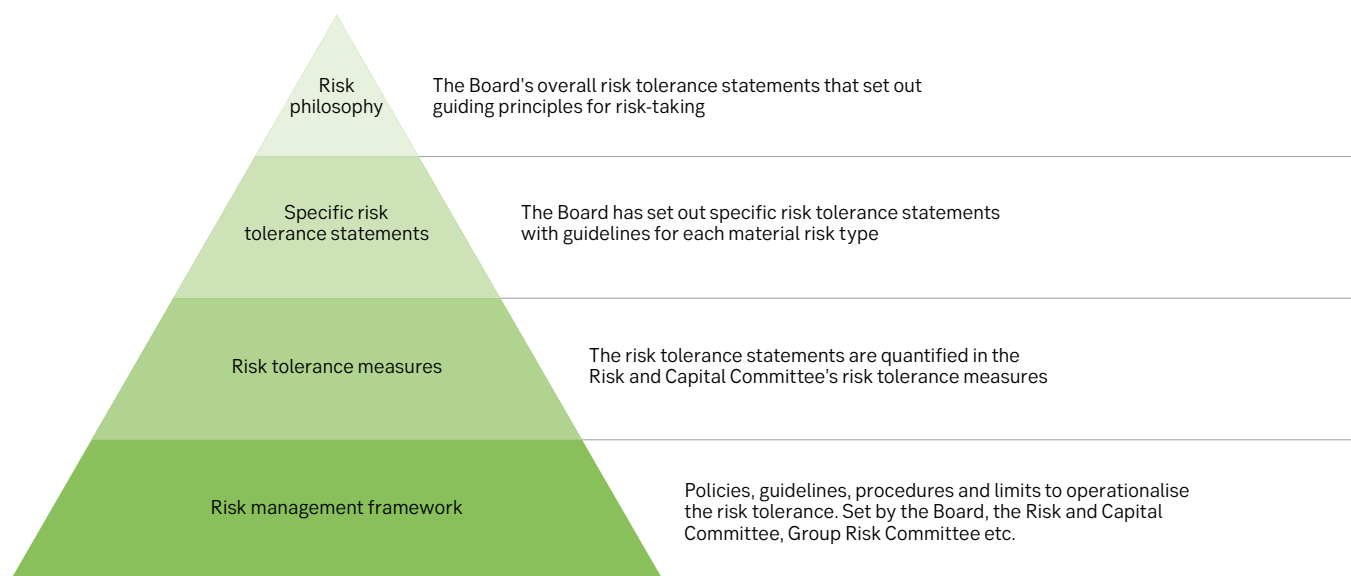 Risk
philosophy
The Board's overall risk tolerance statements that set out
guiding principles for risk-taking
Specific risk
tolerance statements
The Board has set out specific risk tolerance statements
with guidelines for each material risk type
Risk tolerance measures
The risk tolerance statements are quantified in the
Risk and Capital Committee’s risk tolerance measures
Risk management framework
Policies, guidelines, procedures and limits to operationalise
the risk tolerance. Set by the Board, the Risk and Capital
Committee, Group Risk Committee etc.